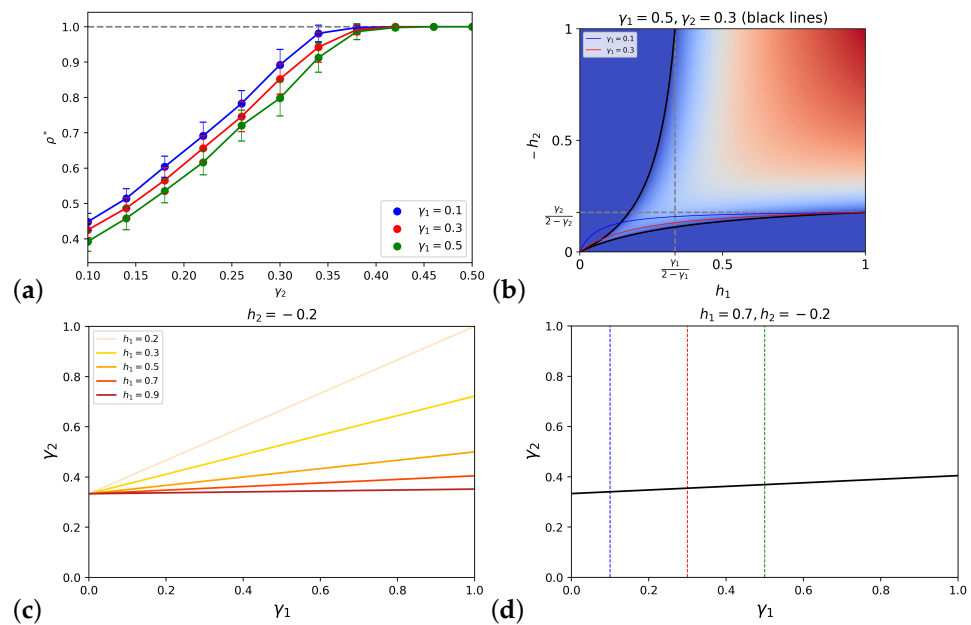 1.0
0.9
0.8
0.7
0.6
0.5
0.4
ρ*
0.10 0.15 0.20 0.25 0.30 0.35 0.40 0.45 0.50
γ₂
γ₁ = 0.1
γ₁ = 0.3
γ₁ = 0.5
(a)
γ₁ = 0.5, γ₂ = 0.3 (black lines)
γ₁ = 0.1
γ₁ = 0.3
1
0.5
γ₂/(2 − γ₂)
0
− h₂
0 γ₁/(2 − γ₁) 0.5 1
h₁
(b)
h₂ = −0.2
h₁ = 0.2
h₁ = 0.3
h₁ = 0.5
h₁ = 0.7
h₁ = 0.9
1.0
0.8
0.6
0.4
0.2
0.0
γ₂
0.0 0.2 0.4 0.6 0.8 1.0
γ₁
(c)
h₁ = 0.7, h₂ = −0.2
1.0
0.8
0.6
0.4
0.2
0.0
γ₂
0.0 0.2 0.4 0.6 0.8 1.0
γ₁
(d)